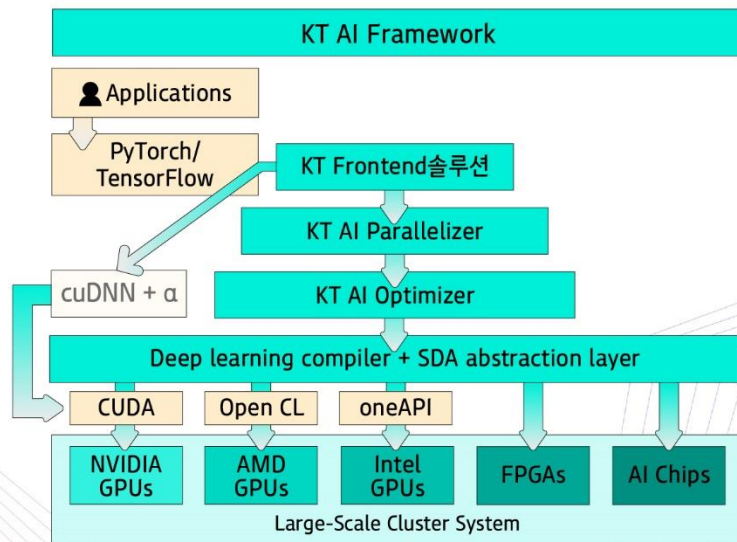 KT AI Framework
Applications
PyTorch/
TensorFlow
KT Frontend솔루션
KT AI Parallelizer
cuDNN + α
KT AI Optimizer
Deep learning compiler + SDA abstraction layer
CUDA
Open CL
oneAPI
NVIDIA
GPUs
AMD
GPUs
Intel
GPUs
FPGAs
AI Chips
Large-Scale Cluster System